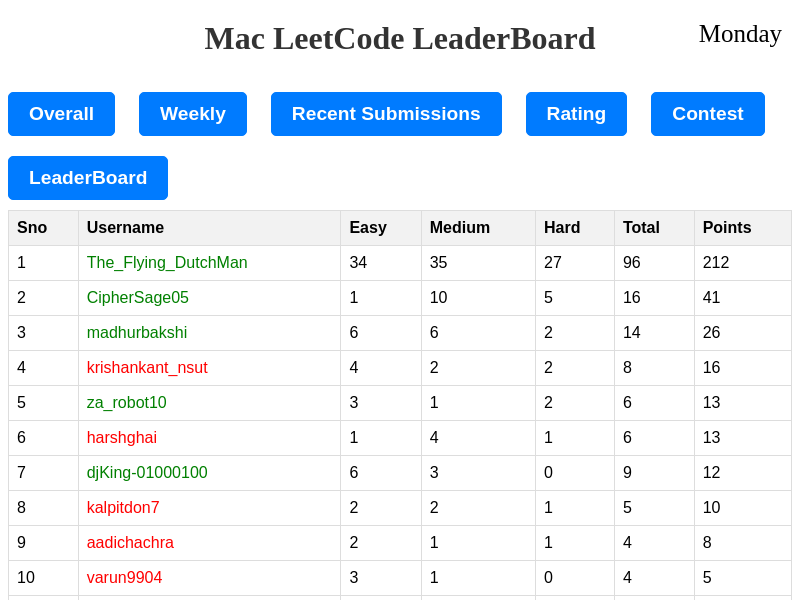 Mac LeetCode LeaderBoard
Monday
Overall Weekly Recent Submissions Rating Contest
LeaderBoard
Sno Username Easy Medium Hard Total Points
1 The_Flying_DutchMan 34 35 27 96 212
2 CipherSage05 1 10 5 16 41
3 madhurbakshi 6 6 2 14 26
4 krishankant_nsut 4 2 2 8 16
5 za_robot10 3 1 2 6 13
6 harshghai 1 4 1 6 13
7 djKing-01000100 6 3 0 9 12
8 kalpitdon7 2 2 1 5 10
9 aadichachra 2 1 1 4 8
10 varun9904 3 1 0 4 5